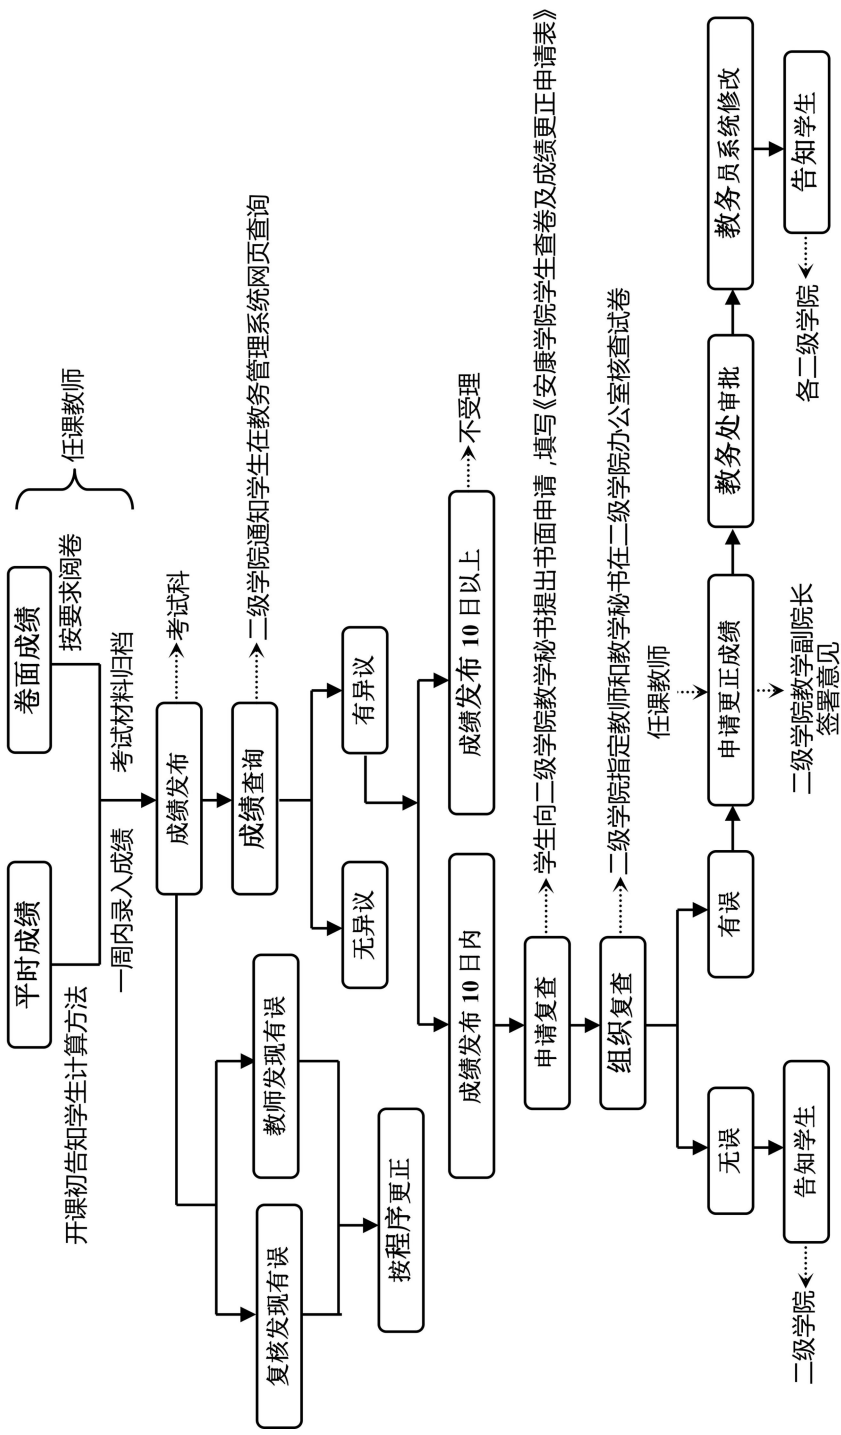 平时成绩
卷面成绩
开课初告知学生计算方法
按要求阅卷
任课教师
一周内录入成绩
考试材料归档
成绩发布
考试科
成绩查询
二级学院通知学生在教务管理系统网页查询
复核发现有误
教师发现有误
按程序更正
无异议
有异议
成绩发布 10 日内
成绩发布 10 日以上
不受理
申请复查
学生向二级学院教学秘书提出书面申请,填写《安康学院学生查卷及成绩更正申请表》
组织复查
二级学院指定教师和教学秘书在二级学院办公室核查试卷
无误
有误
任课教师
申请更正成绩
教务处审批
教务员系统修改
二级学院
告知学生
二级学院教学副院长
签署意见
各二级学院
告知学生